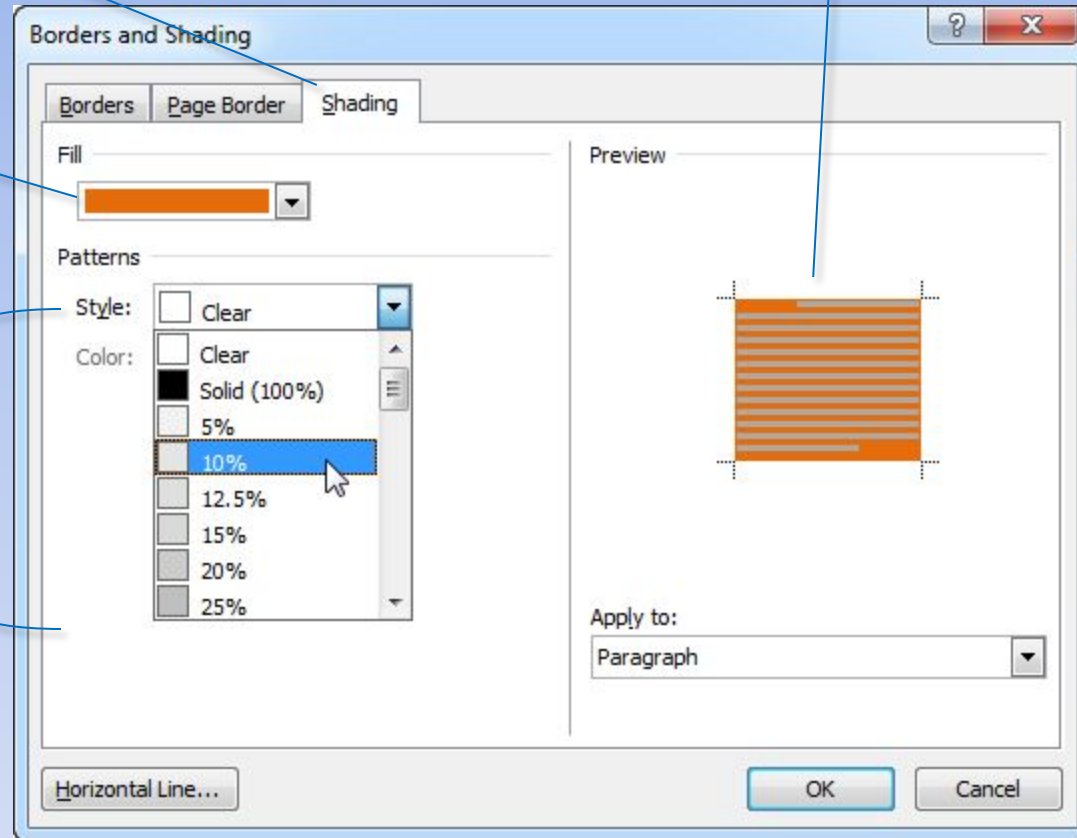 Borders and Shading
Borders Page Border Shading
Fill
Preview
Patterns
Style: Clear
Color:
Clear
Solid (100%)
5%
10%
12.5%
15%
20%
25%
Apply to:
Paragraph
Horizontal Line...
OK Cancel